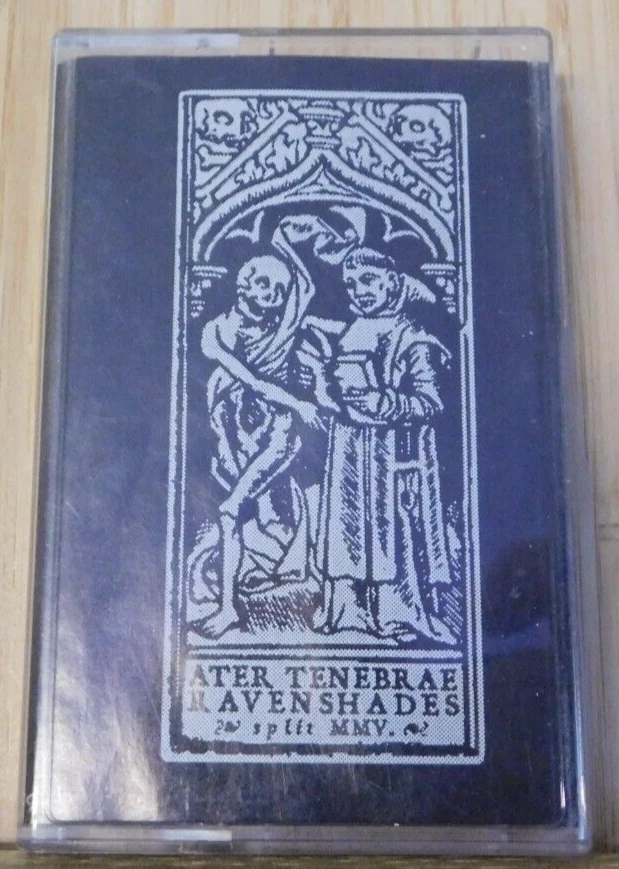 ATER TENEBRAE
RAVENSHADES
split MMV.